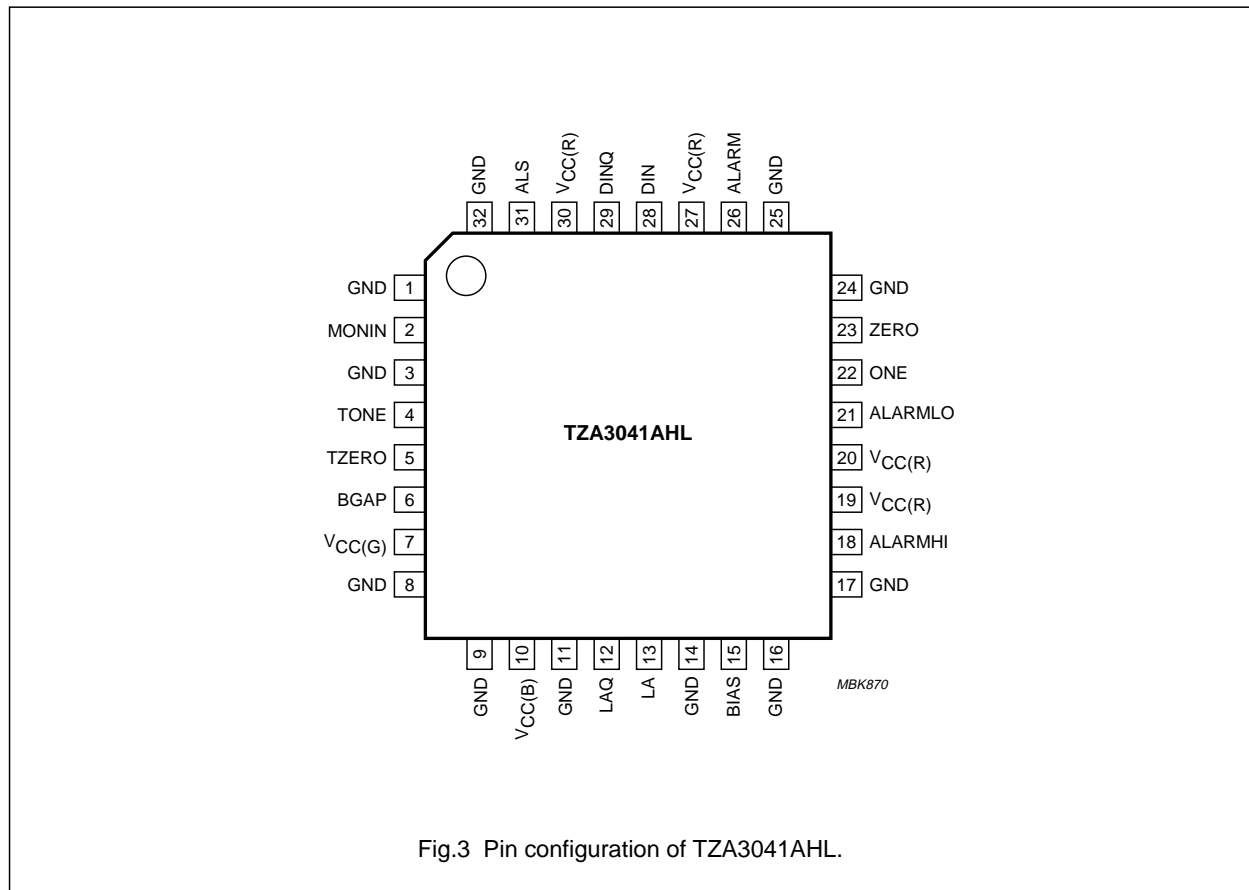 GND
ALS
VCC(R)
DINQ
DIN
VCC(R)
ALARM
GND
32
31
30
29
28
27
26
25
GND 1
24 GND
MONIN 2
23 ZERO
GND 3
22 ONE
TONE 4
21 ALARMLO
TZA3041AHL
TZERO 5
20 VCC(R)
BGAP 6
19 VCC(R)
VCC(G) 7
18 ALARMHI
GND 8
17 GND
9
10
11
12
13
14
15
16
GND
VCC(B)
GND
LAQ
LA
GND
BIAS
GND
MBK870
Fig.3 Pin configuration of TZA3041AHL.